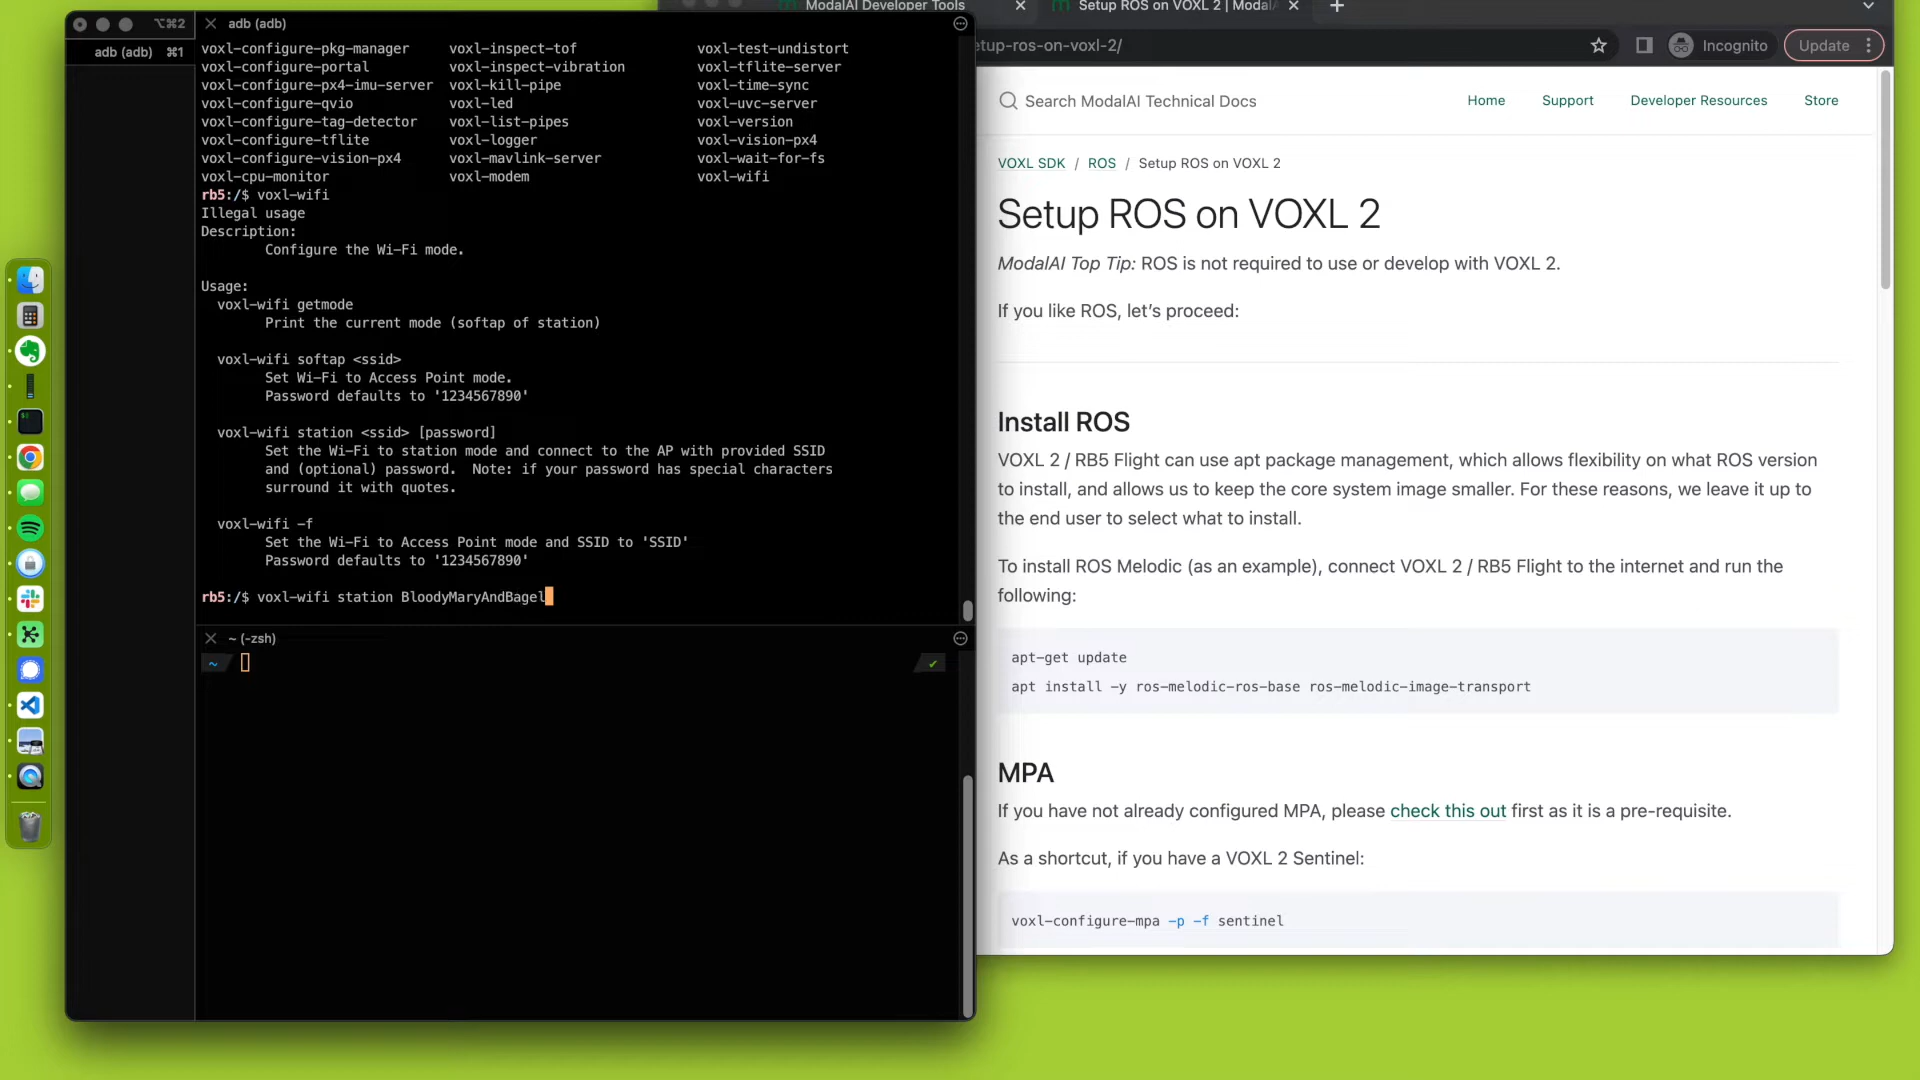 ⌥⌘2
adb (adb)
adb (adb) ⌘1
voxl-configure-pkg-manager voxl-inspect-tof voxl-test-undistort
voxl-configure-portal voxl-inspect-vibration voxl-tflite-server
voxl-configure-px4-imu-server voxl-kill-pipe voxl-time-sync
voxl-configure-qvio voxl-led voxl-uvc-server
voxl-configure-tag-detector voxl-list-pipes voxl-version
voxl-configure-tflite voxl-logger voxl-vision-px4
voxl-configure-vision-px4 voxl-mavlink-server voxl-wait-for-fs
voxl-cpu-monitor voxl-modem voxl-wifi
rb5:/$ voxl-wifi
Illegal usage
Description:
Configure the Wi-Fi mode.
Usage:
voxl-wifi getmode
Print the current mode (softap of station)
voxl-wifi softap <ssid>
Set Wi-Fi to Access Point mode.
Password defaults to '1234567890'
voxl-wifi station <ssid> [password]
Set the Wi-Fi to station mode and connect to the AP with provided SSID
and (optional) password. Note: if your password has special characters
surround it with quotes.
voxl-wifi -f
Set the Wi-Fi to Access Point mode and SSID to 'SSID'
Password defaults to '1234567890'
rb5:/$ voxl-wifi station BloodyMaryAndBagel
~ (-zsh)
~
ModalAI Developer Tools
Setup ROS on VOXL 2 | ModalA
etup-ros-on-voxl-2/
Incognito
Update
Search ModalAI Technical Docs
Home Support Developer Resources Store
VOXL SDK / ROS / Setup ROS on VOXL 2
Setup ROS on VOXL 2
ModalAI Top Tip: ROS is not required to use or develop with VOXL 2.
If you like ROS, let's proceed:
Install ROS
VOXL 2 / RB5 Flight can use apt package management, which allows flexibility on what ROS version
to install, and allows us to keep the core system image smaller. For these reasons, we leave it up to
the end user to select what to install.
To install ROS Melodic (as an example), connect VOXL 2 / RB5 Flight to the internet and run the
following:
apt-get update
apt install -y ros-melodic-ros-base ros-melodic-image-transport
MPA
If you have not already configured MPA, please check this out first as it is a pre-requisite.
As a shortcut, if you have a VOXL 2 Sentinel:
voxl-configure-mpa -p -f sentinel